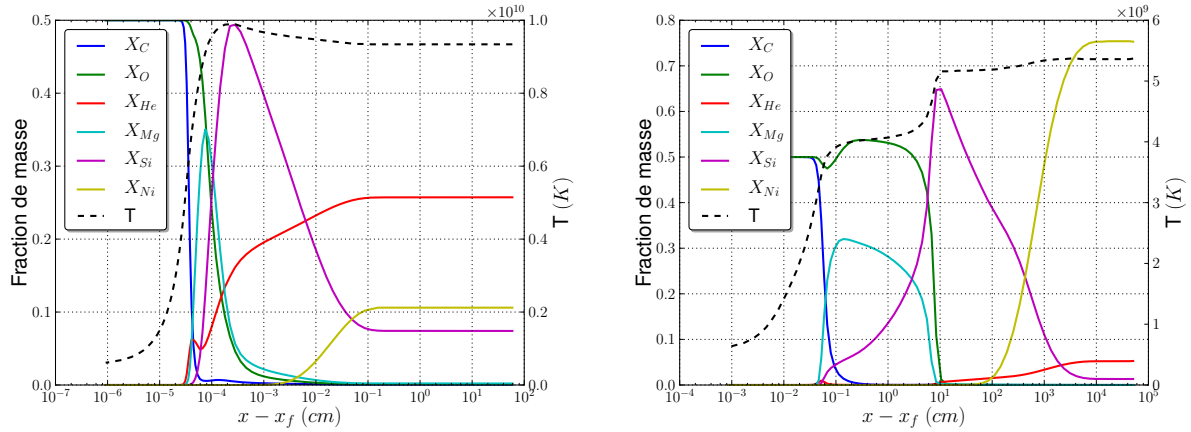 ×10^10
0.5
0.4
0.3
0.2
0.1
0.0
Fraction de masse
X_C
X_O
X_He
X_Mg
X_Si
X_Ni
T
1.0
0.8
0.6
0.4
0.2
0.0
T (K)
10^-7 10^-6 10^-5 10^-4 10^-3 10^-2 10^-1 10^0 10^1 10^2
x − x_f (cm)
×10^9
0.8
0.7
0.6
0.5
0.4
0.3
0.2
0.1
0.0
Fraction de masse
X_C
X_O
X_He
X_Mg
X_Si
X_Ni
T
6
5
4
3
2
1
0
T (K)
10^-4 10^-3 10^-2 10^-1 10^0 10^1 10^2 10^3 10^4 10^5
x − x_f (cm)